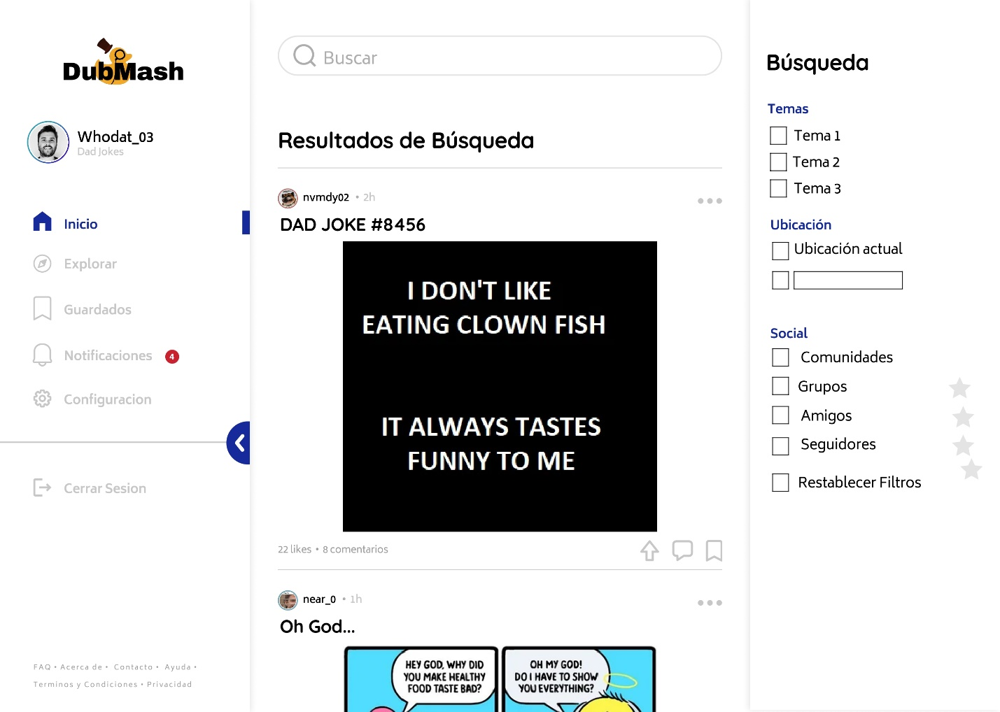 DubMash
Whodat_03
Dad Jokes
Inicio
Explorar
Guardados
Notificaciones 4
Configuracion
Cerrar Sesion
FAQ • Acerca de • Contacto • Ayuda •
Terminos y Condiciones • Privacidad
Buscar
Resultados de Búsqueda
nvmdy02 • 2h
DAD JOKE #8456
I DON'T LIKE
EATING CLOWN FISH
IT ALWAYS TASTES
FUNNY TO ME
22 likes • 8 comentarios
near_0 • 1h
Oh God...
HEY GOD, WHY DID
YOU MAKE HEALTHY
FOOD TASTE BAD?
OH MY GOD!
DO I HAVE TO SHOW
YOU EVERYTHING?
Búsqueda
Temas
Tema 1
Tema 2
Tema 3
Ubicación
Ubicación actual
Social
Comunidades
Grupos
Amigos
Seguidores
Restablecer Filtros